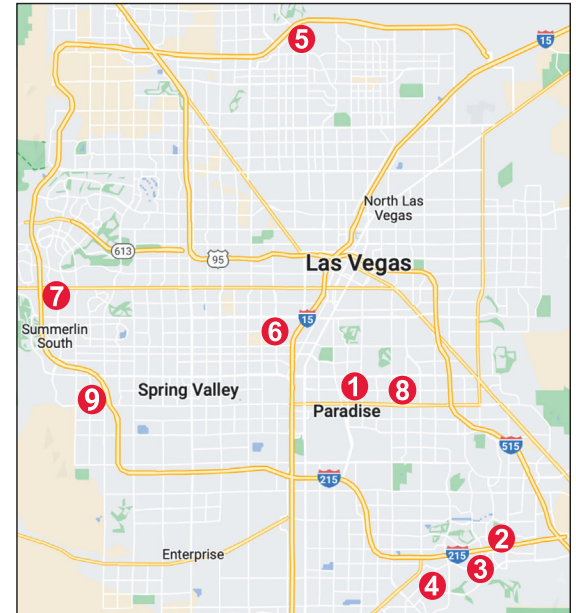 5
15
North Las
Vegas
613
95
Las Vegas
7
15
6
Summerlin
South
1
8
Spring Valley
9
Paradise
515
215
2
Enterprise
215
3
4